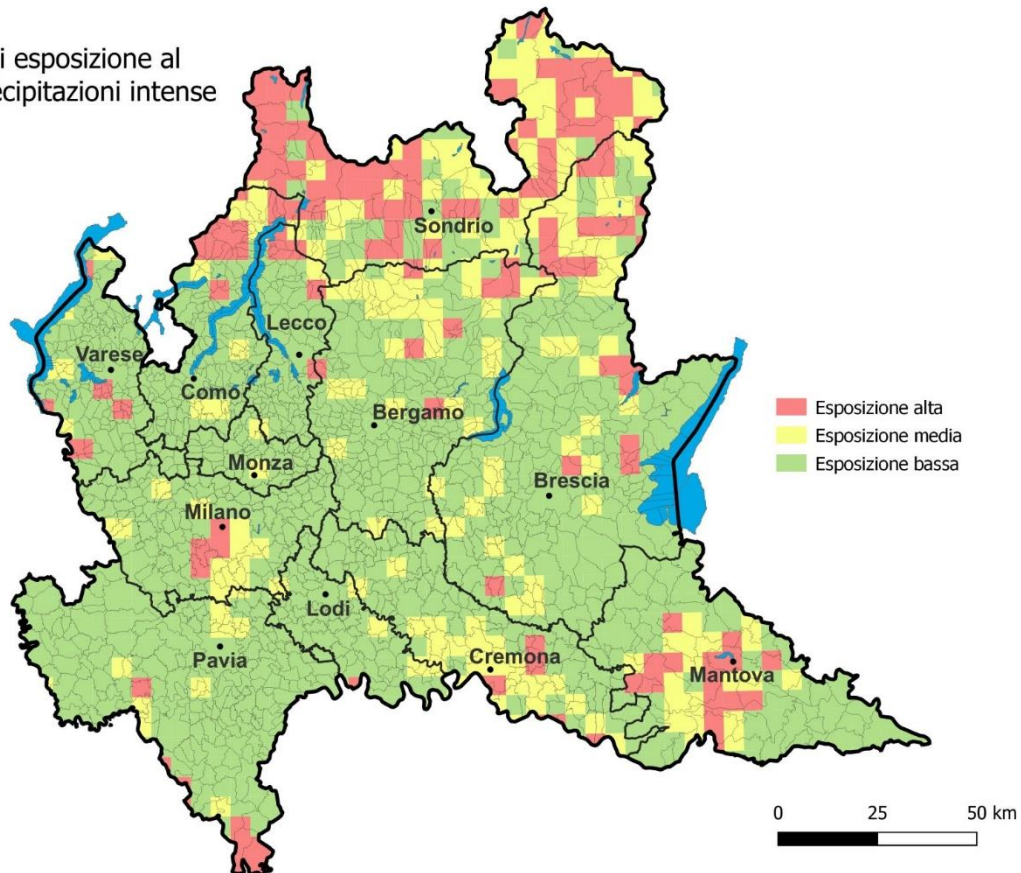 i esposizione al
ecipitazioni intense
Sondrio
Lecco
Varese
Como
Bergamo
Monza
Brescia
Milano
Lodi
Pavia
Cremona
Mantova
Esposizione alta
Esposizione media
Esposizione bassa
0 25 50 km